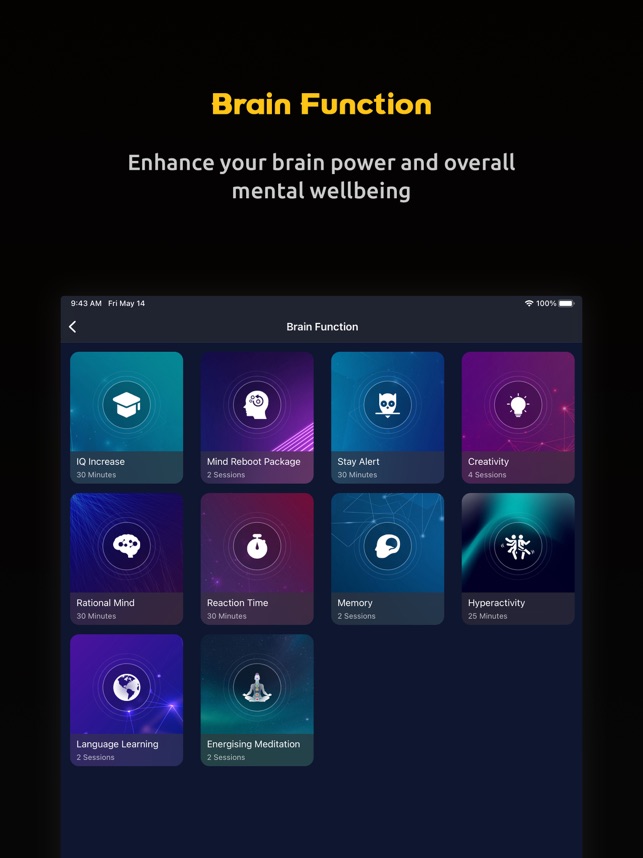 Brain Function
Enhance your brain power and overall
mental wellbeing
9:43 AM Fri May 14
100%
Brain Function
IQ Increase
30 Minutes
Mind Reboot Package
2 Sessions
Stay Alert
30 Minutes
Creativity
4 Sessions
Rational Mind
30 Minutes
Reaction Time
30 Minutes
Memory
2 Sessions
Hyperactivity
25 Minutes
Language Learning
2 Sessions
Energising Meditation
2 Sessions